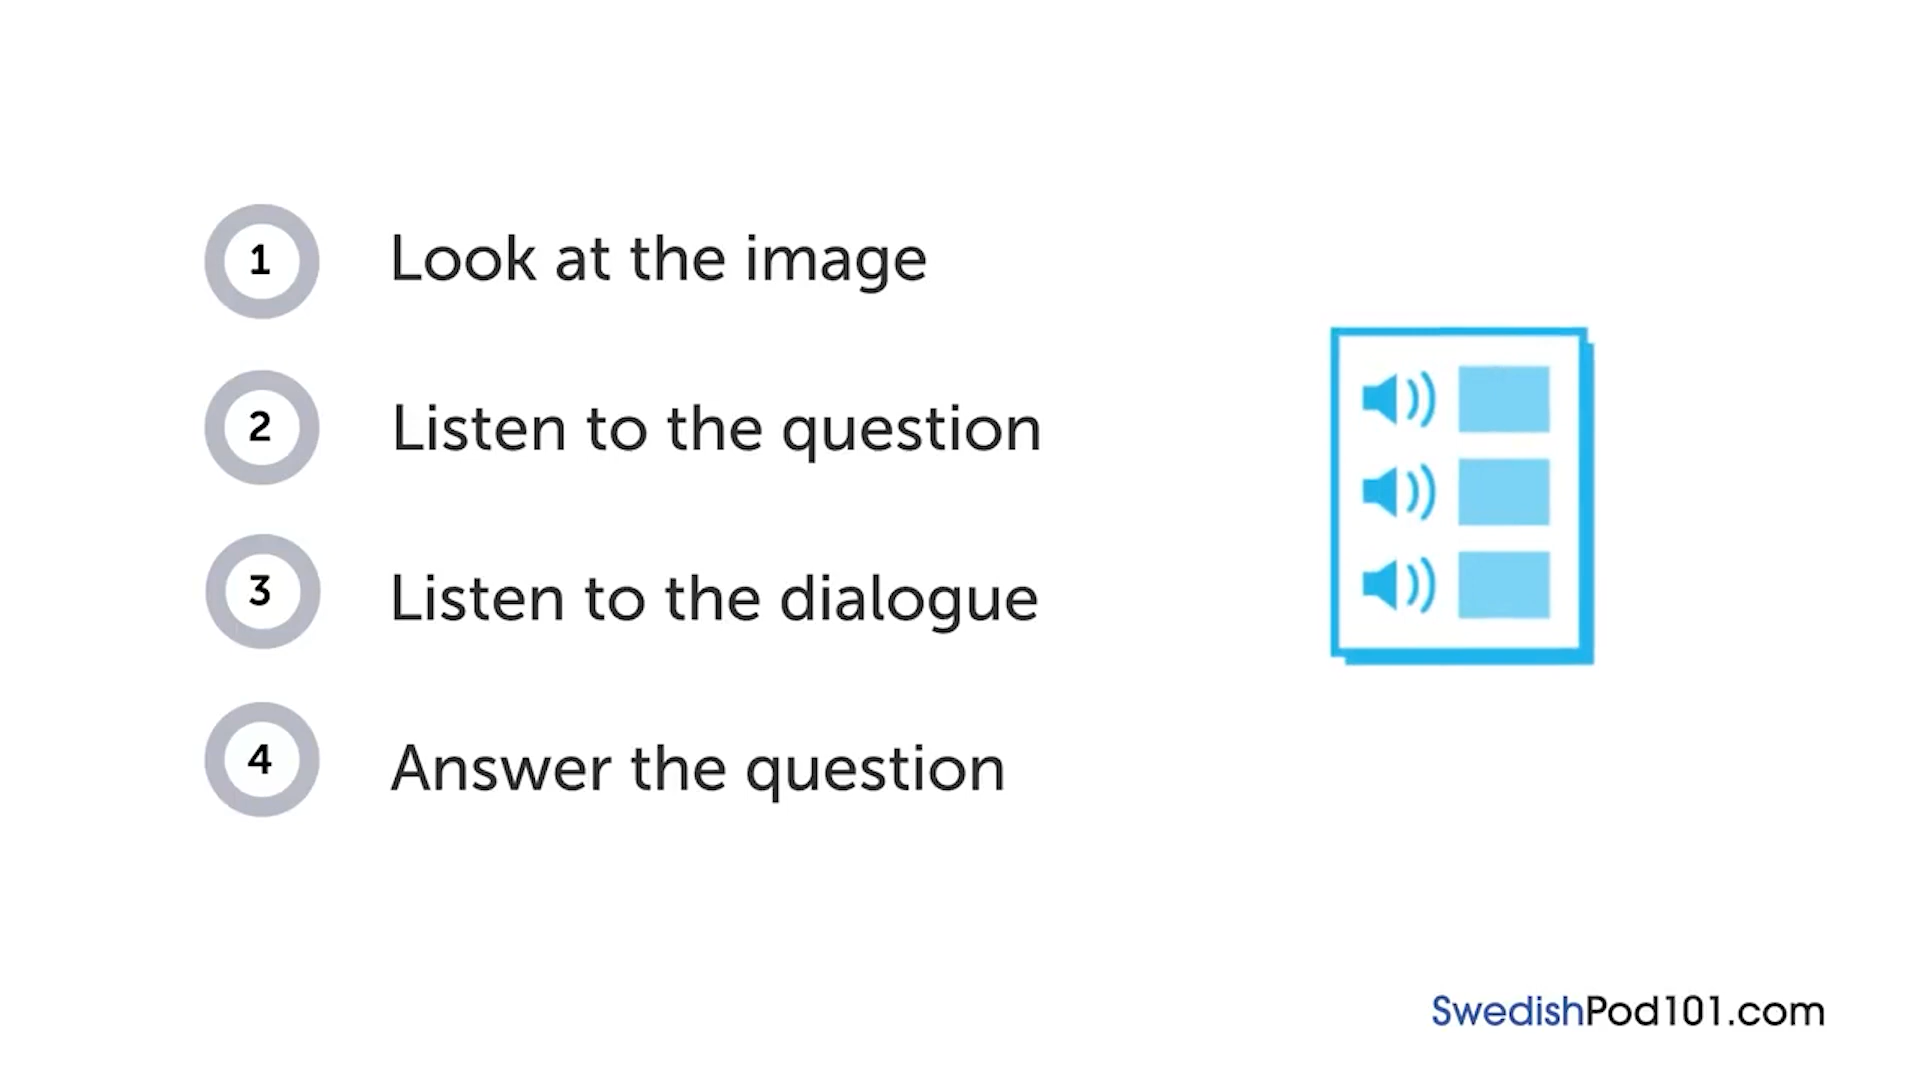 1 Look at the image
2 Listen to the question
3 Listen to the dialogue
4 Answer the question
SwedishPod101.com